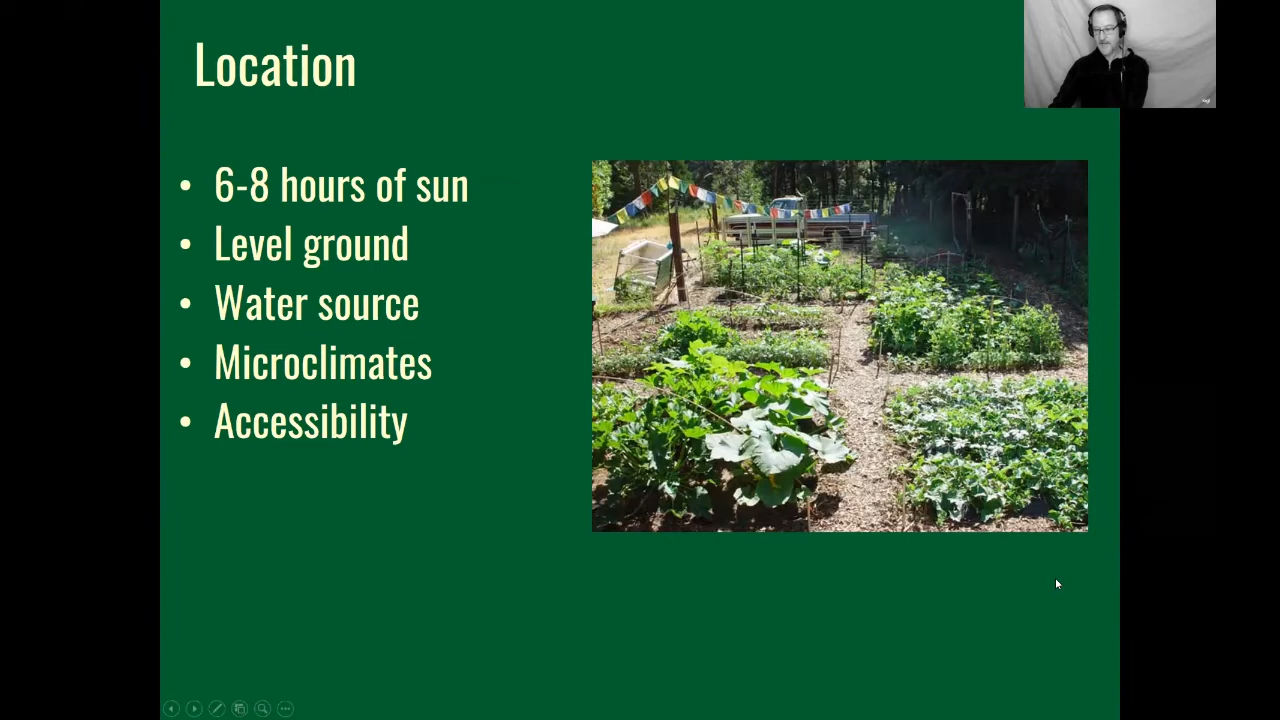 Location
• 6-8 hours of sun
• Level ground
• Water source
• Microclimates
• Accessibility